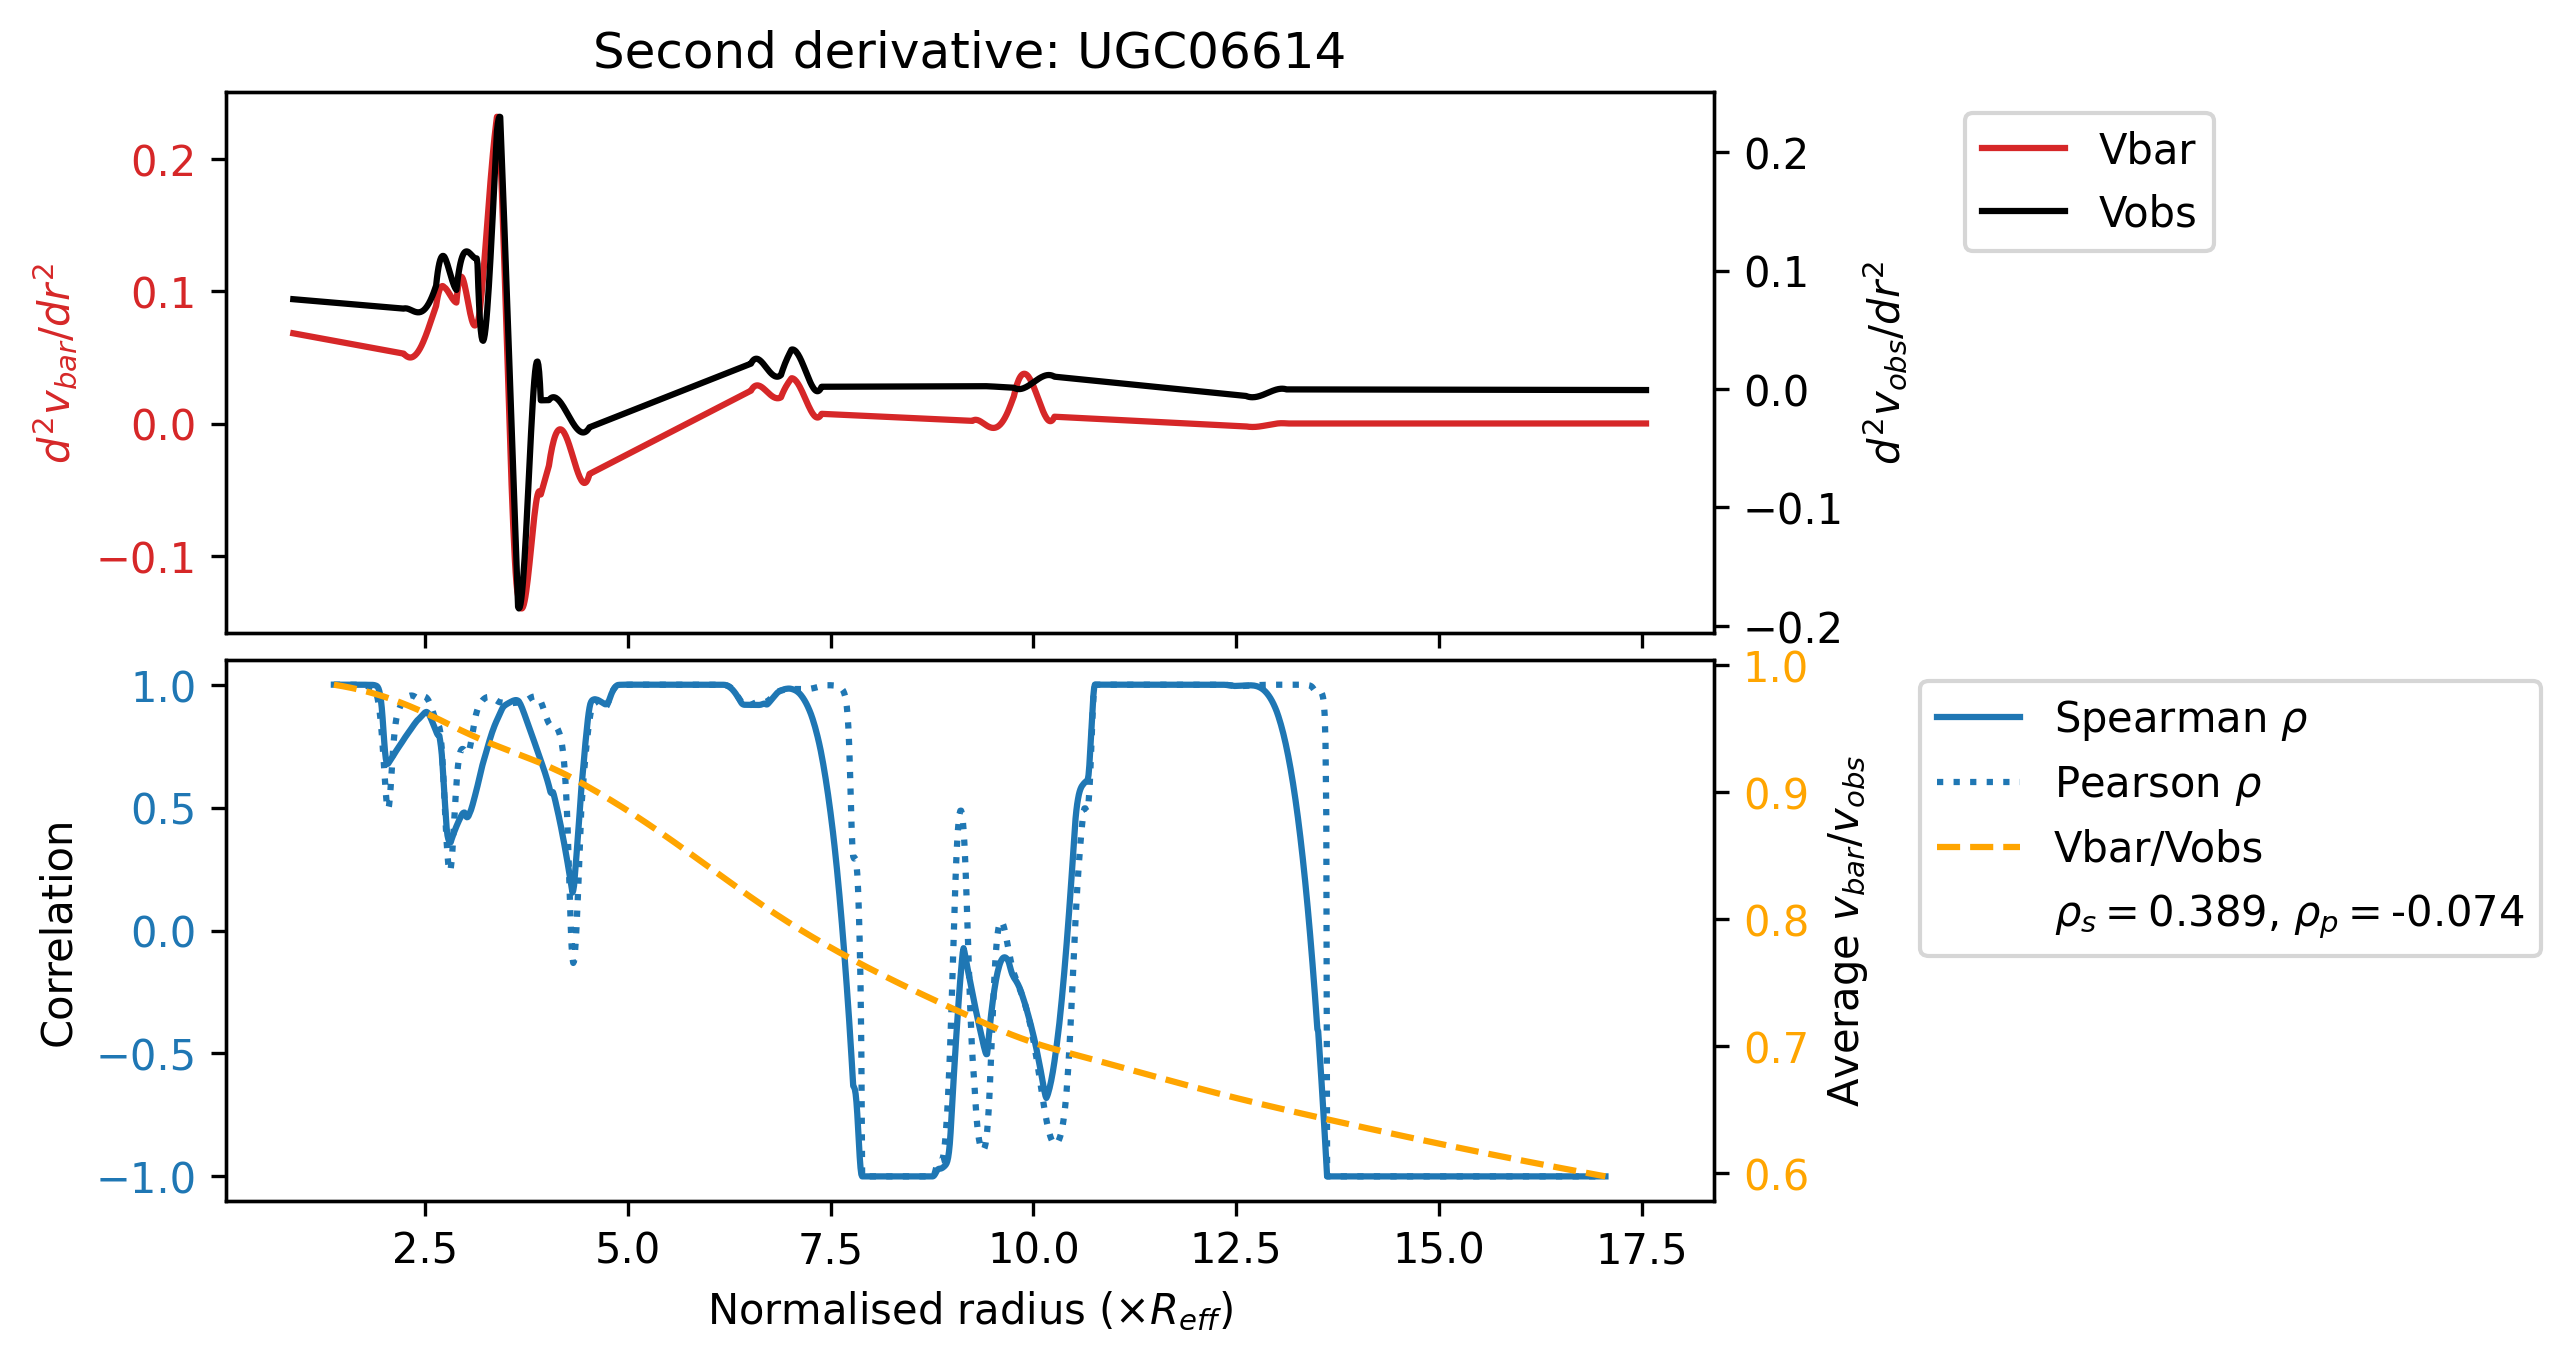 Second derivative: UGC06614
0.2
0.1
0.0
−0.1
d²v_bar/dr²
0.2
0.1
0.0
−0.1
−0.2
d²v_obs/dr²
Vbar
Vobs
1.0
0.5
0.0
−0.5
−1.0
Correlation
1.0
0.9
0.8
0.7
0.6
Average v_bar/v_obs
Spearman ρ
Pearson ρ
Vbar/Vobs
ρ_s = 0.389, ρ_p = -0.074
2.5 5.0 7.5 10.0 12.5 15.0 17.5
Normalised radius (×R_eff)